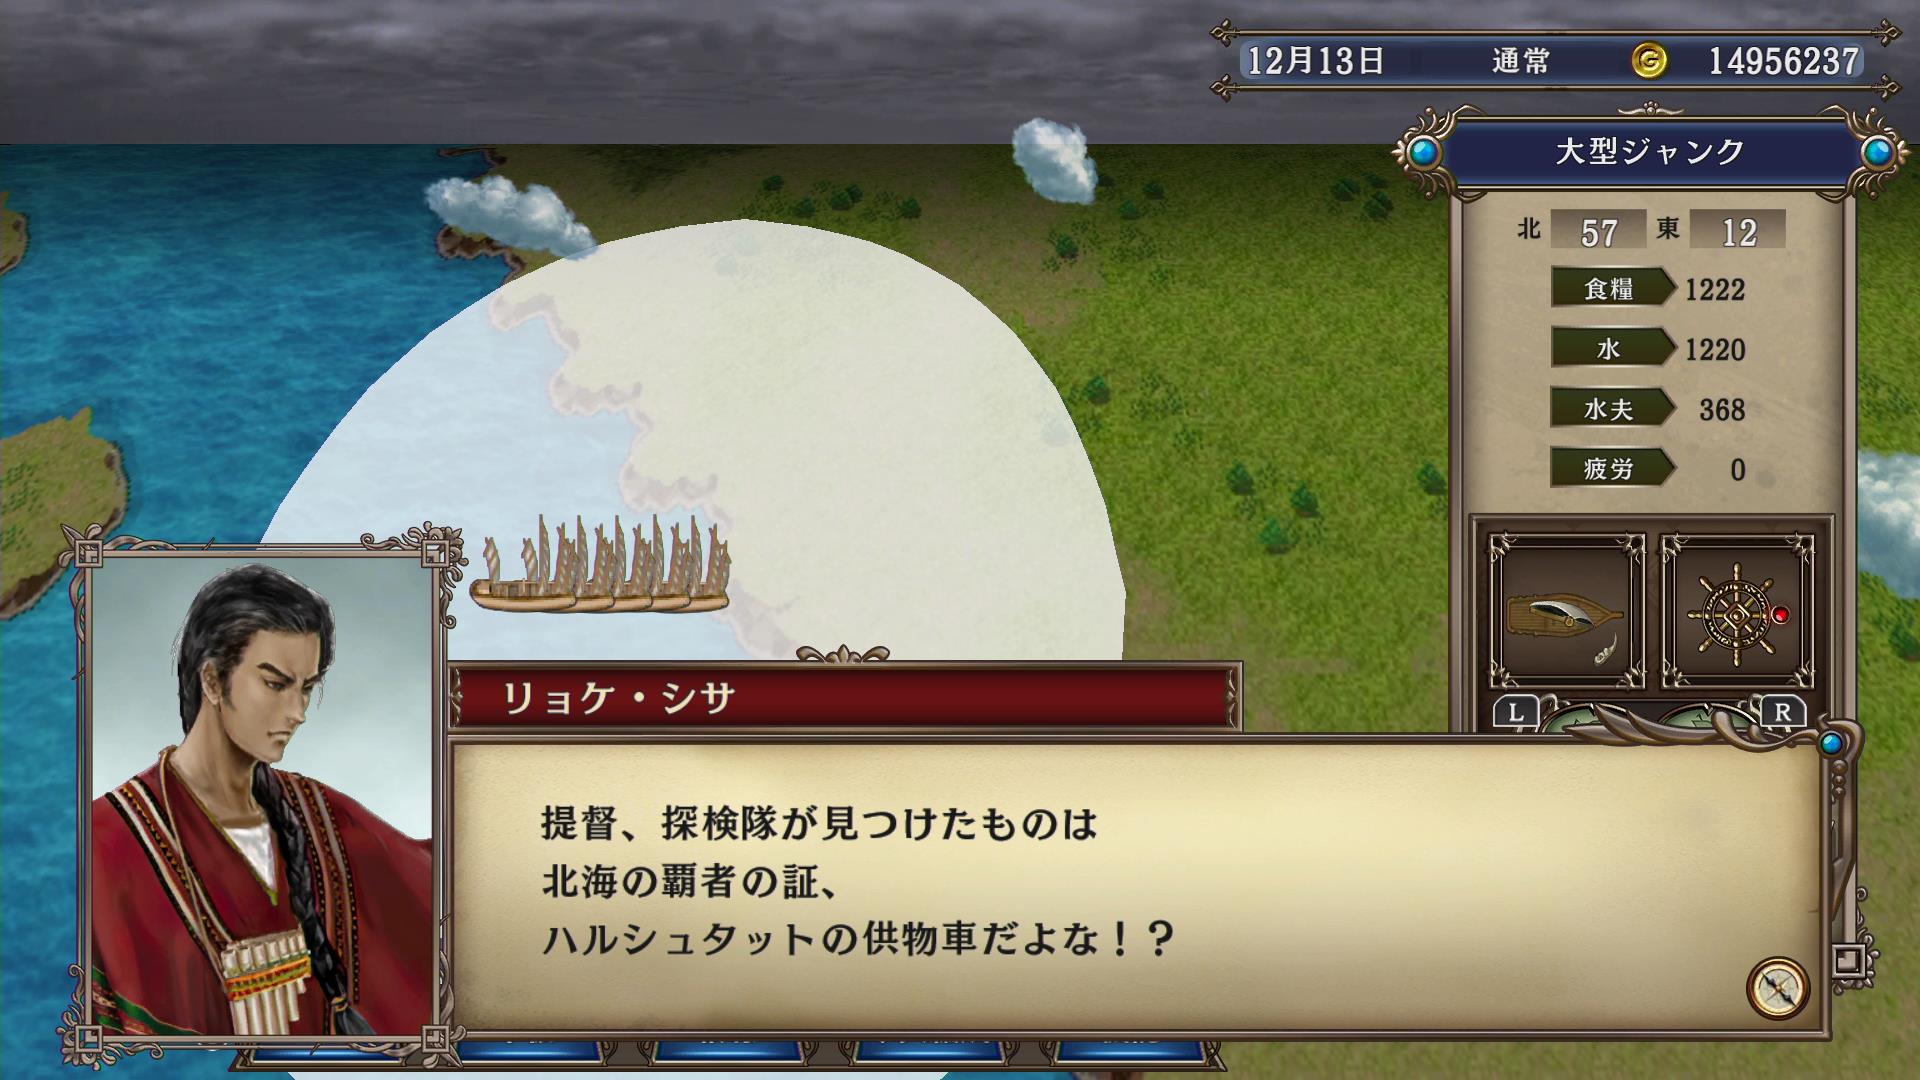 12月13日 通常 14956237
大型ジャンク
北 57 東 12
食糧 1222
水 1220
水夫 368
疲労 0
L R
リョケ・シサ
提督、探検隊が見つけたものは
北海の覇者の証、
ハルシュタットの供物車だよな！？